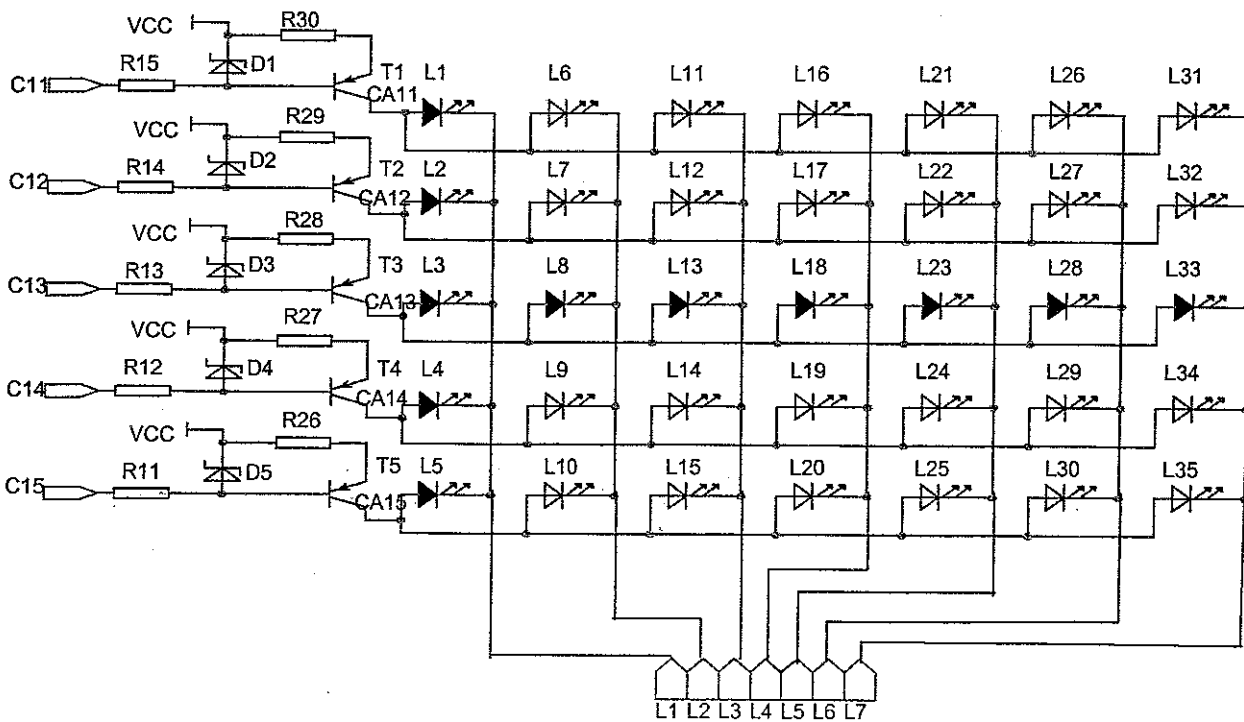 VCC R30
C11 R15 D1 T1 CA11 L1 L6 L11 L16 L21 L26 L31
VCC R29
C12 R14 D2 T2 CA12 L2 L7 L12 L17 L22 L27 L32
VCC R28
C13 R13 D3 T3 CA13 L3 L8 L13 L18 L23 L28 L33
VCC R27
C14 R12 D4 T4 CA14 L4 L9 L14 L19 L24 L29 L34
VCC R26
C15 R11 D5 T5 CA15 L5 L10 L15 L20 L25 L30 L35
L1 L2 L3 L4 L5 L6 L7